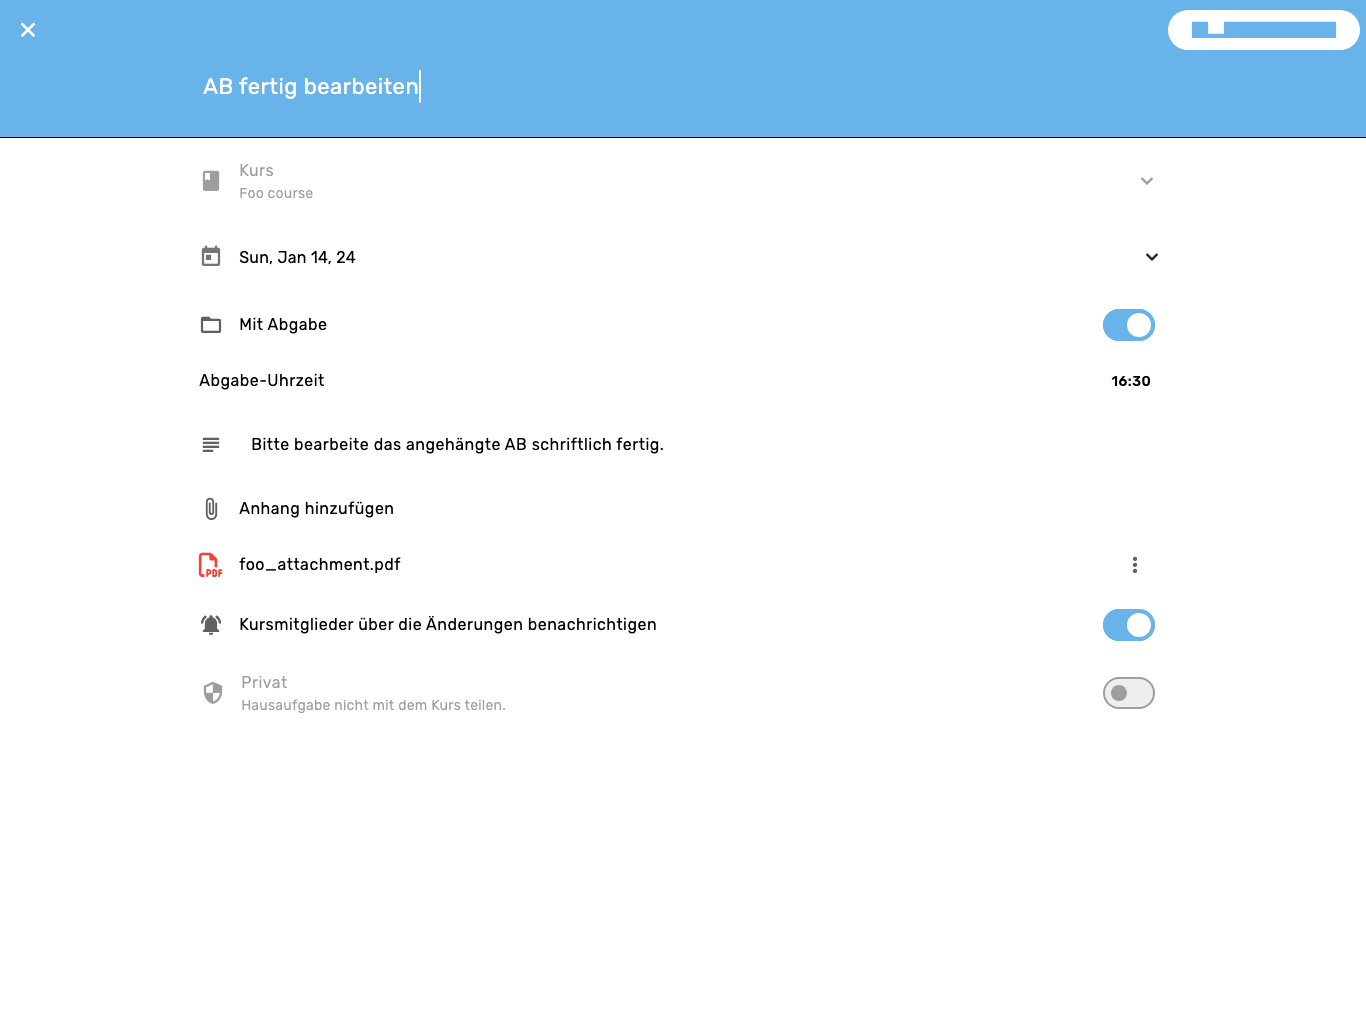 AB fertig bearbeiten
Kurs
Foo course
Sun, Jan 14, 24
Mit Abgabe
Abgabe-Uhrzeit
16:30
Bitte bearbeite das angehängte AB schriftlich fertig.
Anhang hinzufügen
PDF
foo_attachment.pdf
Kursmitglieder über die Änderungen benachrichtigen
Privat
Hausaufgabe nicht mit dem Kurs teilen.